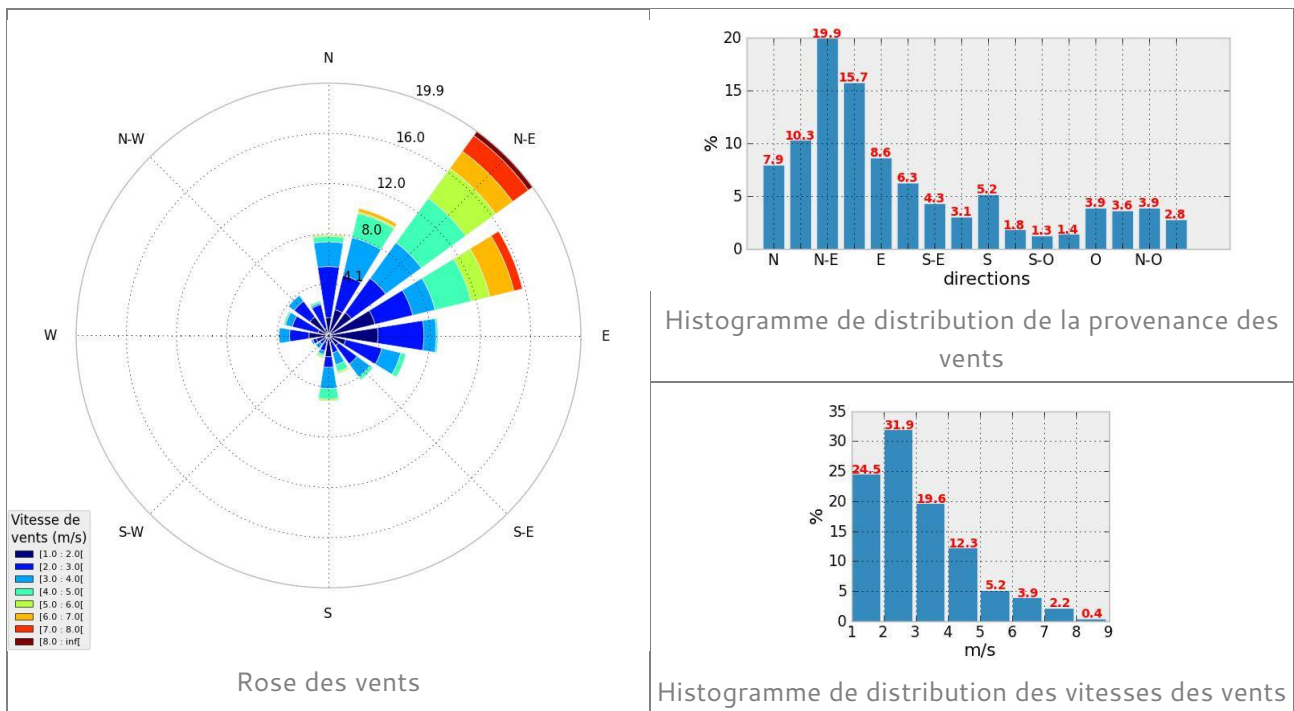 N
19.9
N-E
16.0
N-W
12.0
8.0
4.1
W
E
S-W
S-E
S
Vitesse de
vents (m/s)
[1.0 : 2.0[
[2.0 : 3.0[
[3.0 : 4.0[
[4.0 : 5.0[
[5.0 : 6.0[
[6.0 : 7.0[
[7.0 : 8.0[
[8.0 : inf[
Rose des vents
20
15
10
5
0
%
7.9
10.3
19.9
15.7
8.6
6.3
4.3
3.1
5.2
1.8
1.3
1.4
3.9
3.6
3.9
2.8
N N-E E S-E S S-O O N-O
directions
Histogramme de distribution de la provenance des
vents
35
30
25
20
15
10
5
0
%
24.5
31.9
19.6
12.3
5.2
3.9
2.2
0.4
1 2 3 4 5 6 7 8 9
m/s
Histogramme de distribution des vitesses des vents